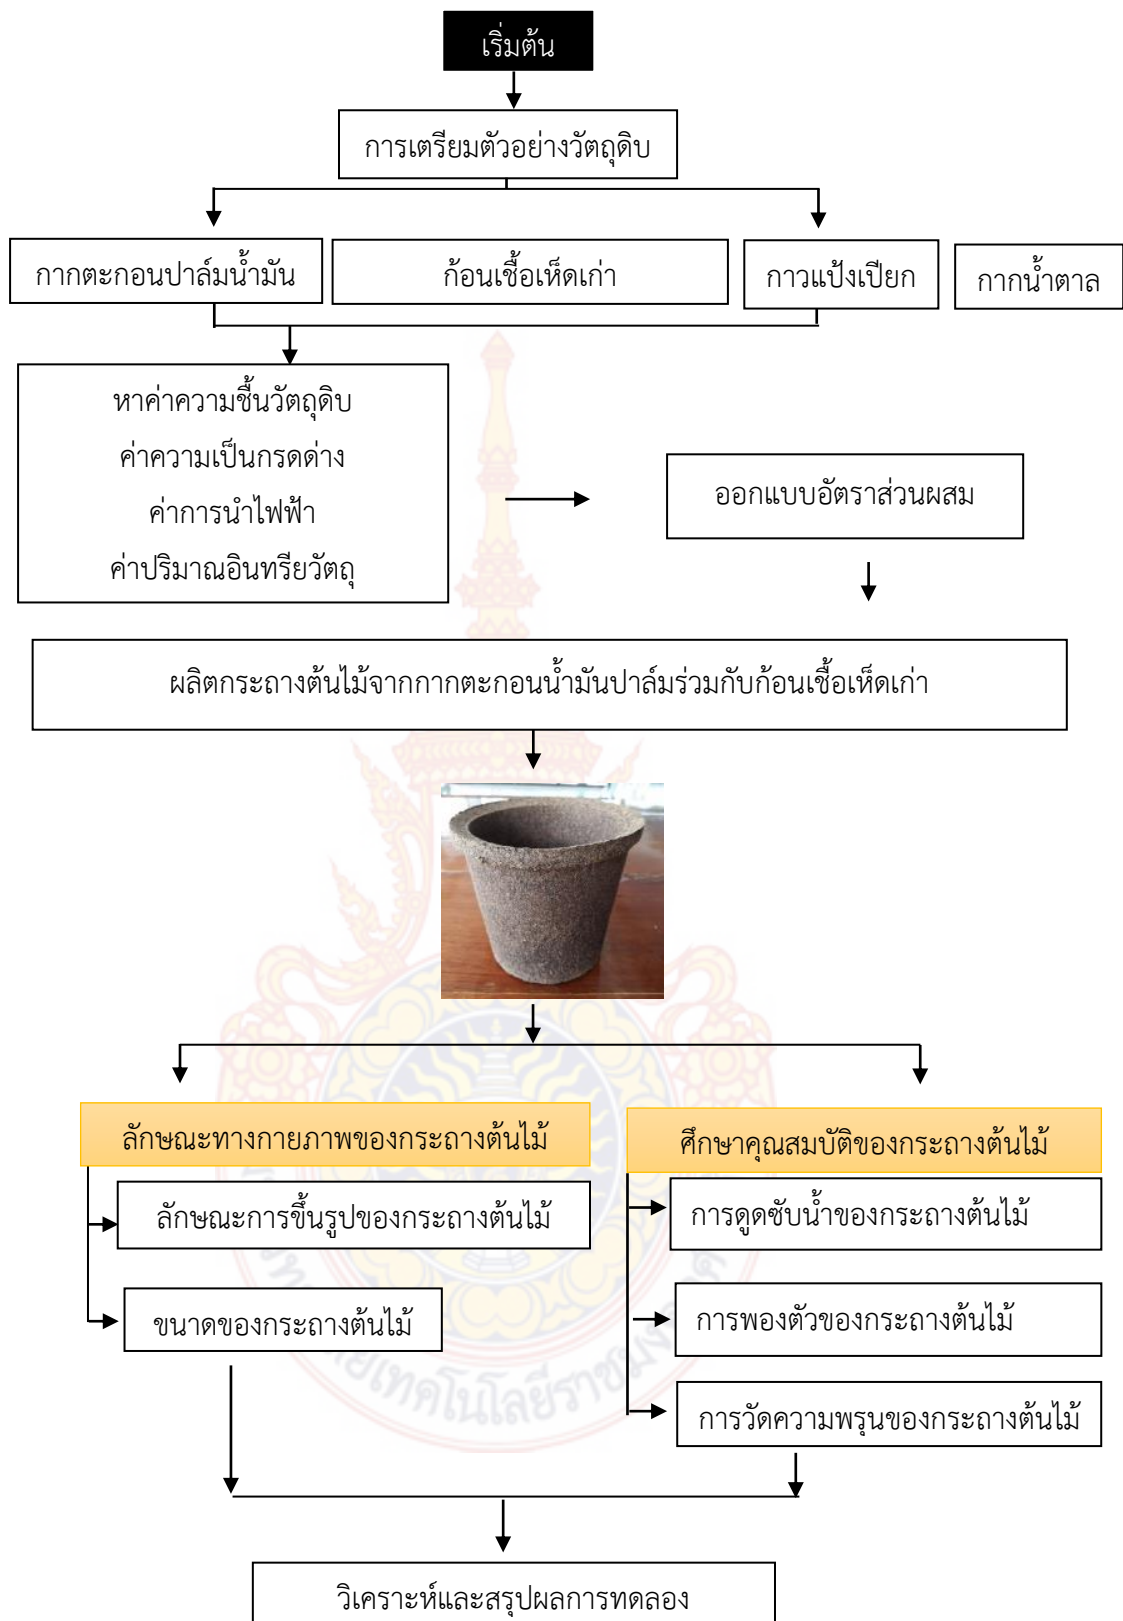 เริ่มต้น
การเตรียมตัวอย่างวัตถุดิบ
กากตะกอนปาล์มน้ำมัน
ก้อนเชื้อเห็ดเก่า
กาวแป้งเปียก
กากน้ำตาล
หาค่าความชื้นวัตถุดิบ
ค่าความเป็นกรดด่าง
ค่าการนำไฟฟ้า
ค่าปริมาณอินทรียวัตถุ
ออกแบบอัตราส่วนผสม
ผลิตกระถางต้นไม้จากกากตะกอนน้ำมันปาล์มร่วมกับก้อนเชื้อเห็ดเก่า
ลักษณะทางกายภาพของกระถางต้นไม้
ลักษณะการขึ้นรูปของกระถางต้นไม้
ขนาดของกระถางต้นไม้
ศึกษาคุณสมบัติของกระถางต้นไม้
การดูดซับน้ำของกระถางต้นไม้
การพองตัวของกระถางต้นไม้
การวัดความพรุนของกระถางต้นไม้
วิเคราะห์และสรุปผลการทดลอง